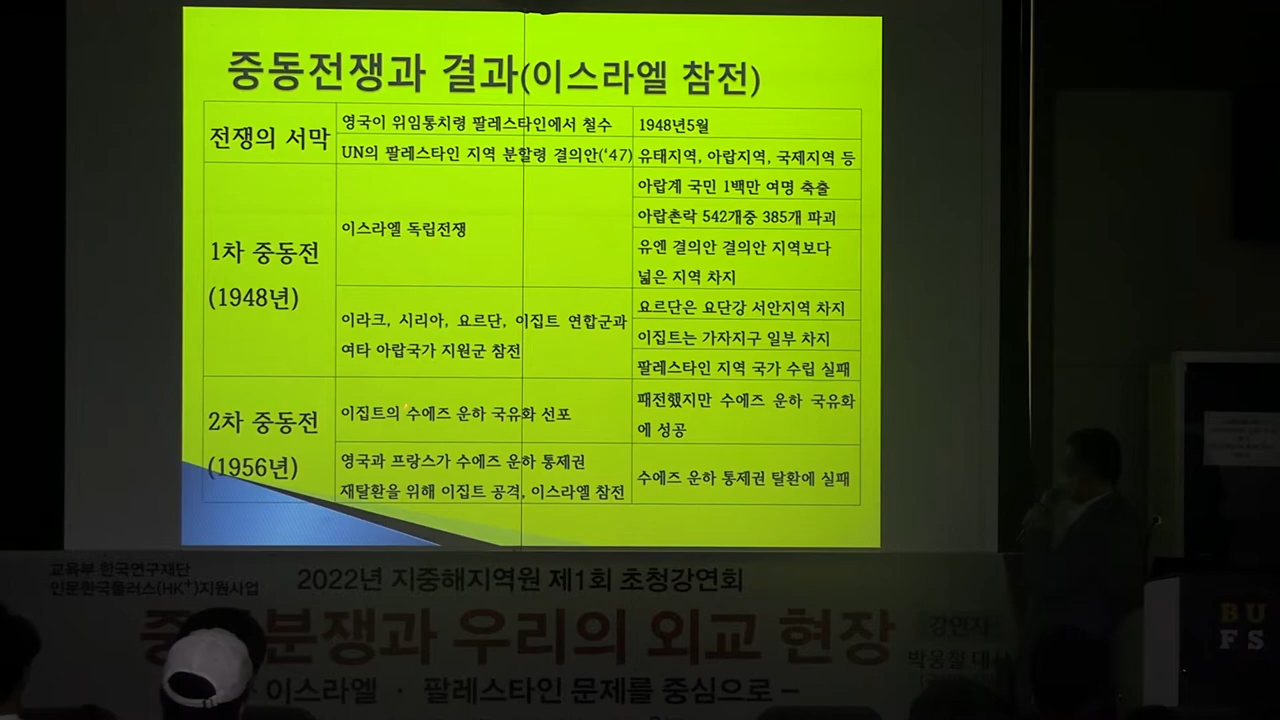 중동전쟁과 결과(이스라엘 참전)
전쟁의 서막
영국이 위임통치령 팔레스타인에서 철수
1948년5월
UN의 팔레스타인 지역 분할령 결의안('47)
유태지역, 아랍지역, 국제지역 등
1차 중동전
(1948년)
이스라엘 독립전쟁
아랍계 국민 1백만 여명 축출
아랍촌락 542개중 385개 파괴
유엔 결의안 결의안 지역보다
넓은 지역 차지
이라크, 시리아, 요르단, 이집트 연합군과
여타 아랍국가 지원군 참전
요르단은 요단강 서안지역 차지
이집트는 가자지구 일부 차지
팔레스타인 지역 국가 수립 실패
2차 중동전
(1956년)
이집트의 수에즈 운하 국유화 선포
패전했지만 수에즈 운하 국유화
에 성공
영국과 프랑스가 수에즈 운하 통제권
재탈환을 위해 이집트 공격, 이스라엘 참전
수에즈 운하 통제권 탈환에 실패
교육부 한국연구재단
인문한국플러스(HK+)지원사업
2022년 지중해지역원 제1회 초청강연회
분쟁과 우리의 외교 현장
강연자
박웅철 대사
이스라엘 · 팔레스타인 문제를 중심으로 –
BU
FS